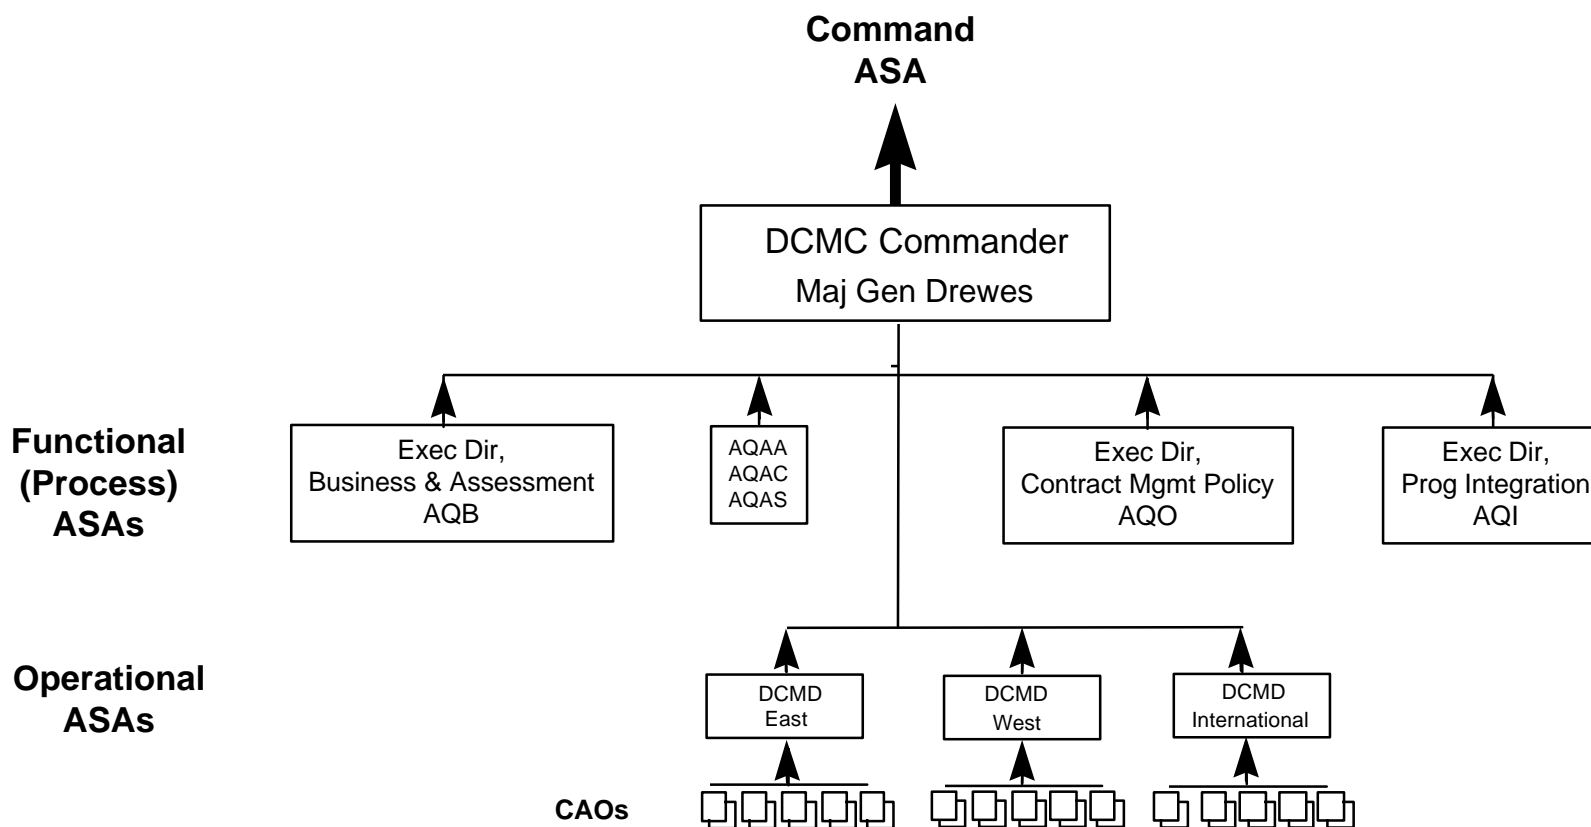 Command
ASA
DCMC Commander
Maj Gen Drewes
Functional
(Process)
ASAs
Exec Dir,
Business & Assessment
AQB
AQAA
AQAC
AQAS
Exec Dir,
Contract Mgmt Policy
AQO
Exec Dir,
Prog Integration
AQI
Operational
ASAs
DCMD
East
DCMD
West
DCMD
International
CAOs